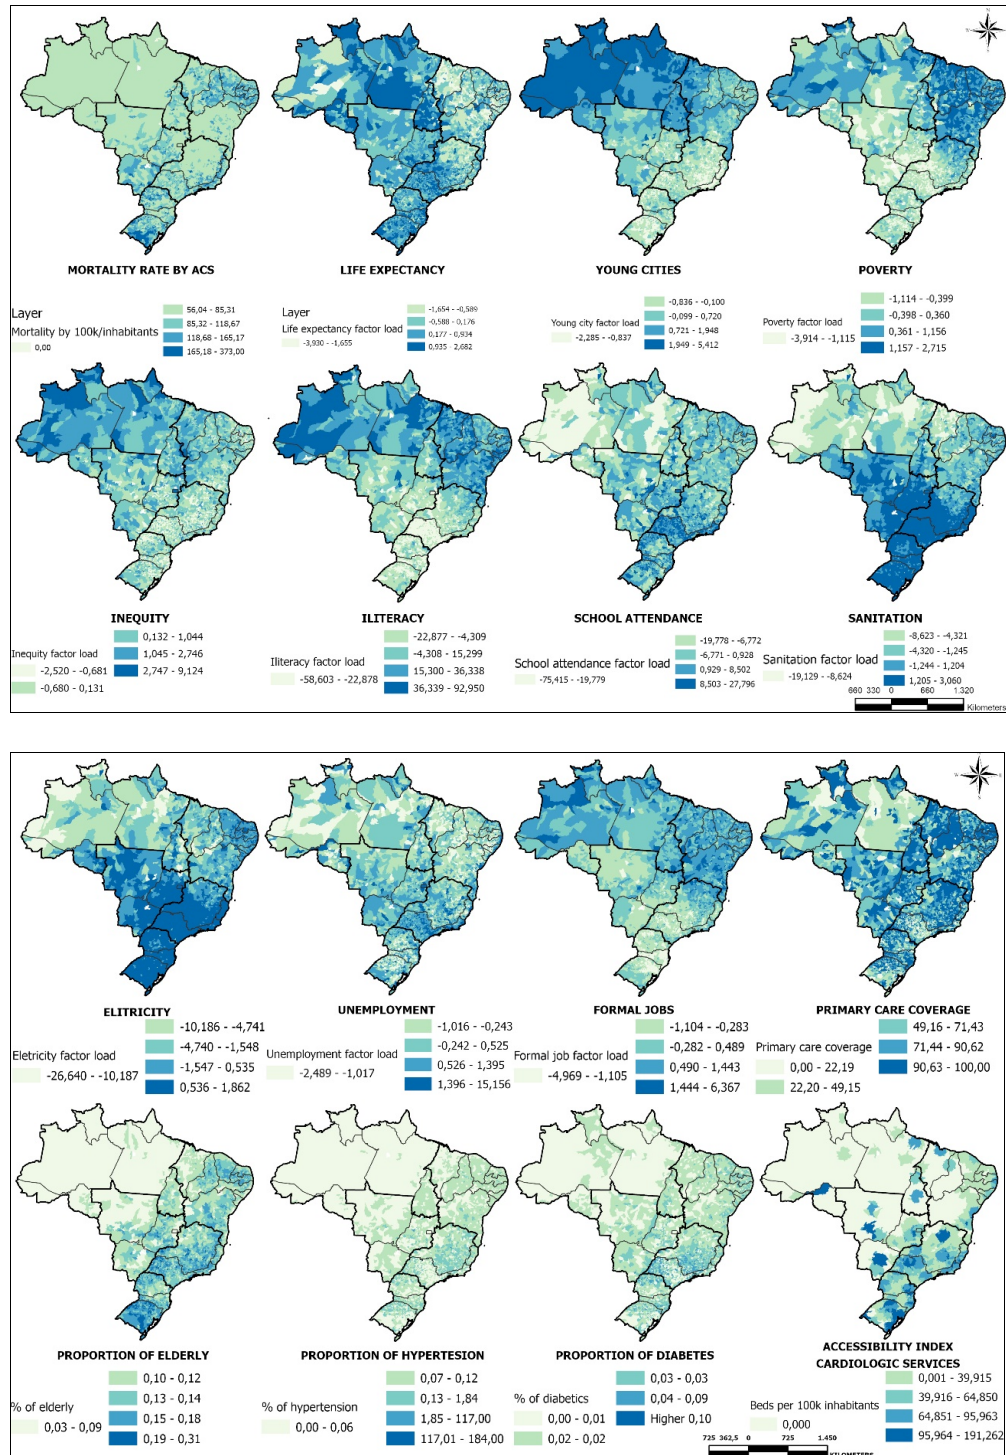 MORTALITY RATE BY ACS
LIFE EXPECTANCY
YOUNG CITIES
POVERTY
Layer
Mortality by 100k/inhabitants
0,00
56,04 - 85,31
85,32 - 118,67
118,68 - 165,17
165,18 - 373,00
Layer
Life expectancy factor load
-3,930 - -1,655
-1,654 - -0,589
-0,588 - 0,176
0,177 - 0,934
0,935 - 2,682
Young city factor load
-2,285 - -0,837
-0,836 - -0,100
-0,099 - 0,720
0,721 - 1,948
1,949 - 5,412
Poverty factor load
-3,914 - -1,115
-1,114 - -0,399
-0,398 - 0,360
0,361 - 1,156
1,157 - 2,715
INEQUITY
ILITERACY
SCHOOL ATTENDANCE
SANITATION
Inequity factor load
-2,520 - -0,681
-0,680 - 0,131
0,132 - 1,044
1,045 - 2,746
2,747 - 9,124
Iliteracy factor load
-58,603 - -22,878
-22,877 - -4,309
-4,308 - 15,299
15,300 - 36,338
36,339 - 92,950
School attendance factor load
-75,415 - -19,779
-19,778 - -6,772
-6,771 - 0,928
0,929 - 8,502
8,503 - 27,796
Sanitation factor load
-19,129 - -8,624
-8,623 - -4,321
-4,320 - -1,245
-1,244 - 1,204
1,205 - 3,060
660 330 0 660 1.320
Kilometers
ELITRICITY
UNEMPLOYMENT
FORMAL JOBS
PRIMARY CARE COVERAGE
Eletricity factor load
-26,640 - -10,187
-10,186 - -4,741
-4,740 - -1,548
-1,547 - 0,535
0,536 - 1,862
Unemployment factor load
-2,489 - -1,017
-1,016 - -0,243
-0,242 - 0,525
0,526 - 1,395
1,396 - 15,156
Formal job factor load
-4,969 - -1,105
-1,104 - -0,283
-0,282 - 0,489
0,490 - 1,443
1,444 - 6,367
Primary care coverage
0,00 - 22,19
22,20 - 49,15
49,16 - 71,43
71,44 - 90,62
90,63 - 100,00
PROPORTION OF ELDERLY
PROPORTION OF HYPERTESION
PROPORTION OF DIABETES
ACCESSIBILITY INDEX
CARDIOLOGIC SERVICES
% of elderly
0,03 - 0,09
0,10 - 0,12
0,13 - 0,14
0,15 - 0,18
0,19 - 0,31
% of hypertension
0,00 - 0,06
0,07 - 0,12
0,13 - 1,84
1,85 - 117,00
117,01 - 184,00
% of diabetics
0,00 - 0,01
0,02 - 0,02
0,03 - 0,03
0,04 - 0,09
Higher 0,10
Beds per 100k inhabitants
0,000
0,001 - 39,915
39,916 - 64,850
64,851 - 95,963
95,964 - 191,262
725 362,5 0 725 1.450
KILOMETERS